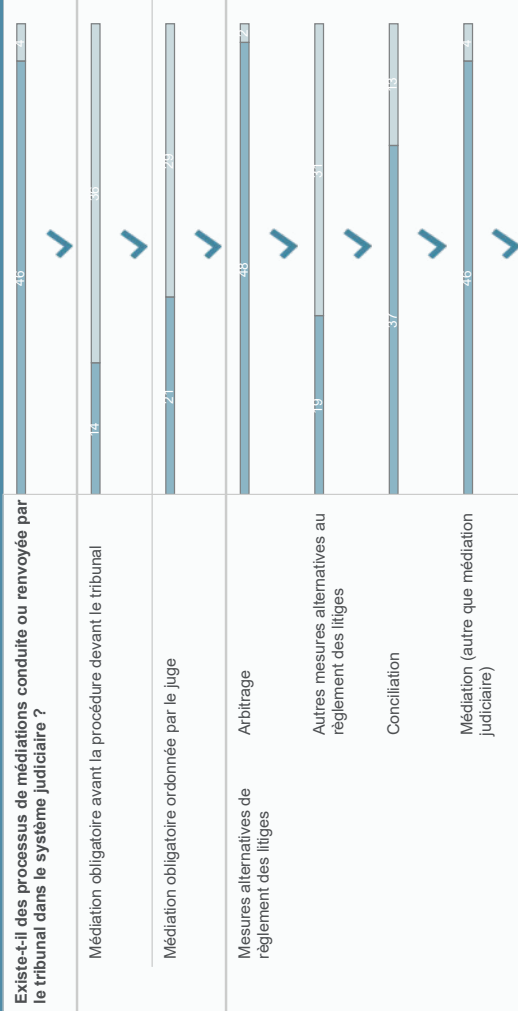 Existe-t-il des processus de médiations conduite ou renvoyée par
le tribunal dans le système judiciaire ?
46
4
Médiation obligatoire avant la procédure devant le tribunal
14
36
Médiation obligatoire ordonnée par le juge
21
29
Mesures alternatives de
règlement des litiges
Arbitrage
48
2
Autres mesures alternatives au
règlement des litiges
19
31
Conciliation
37
13
Médiation (autre que médiation
judiciaire)
46
4